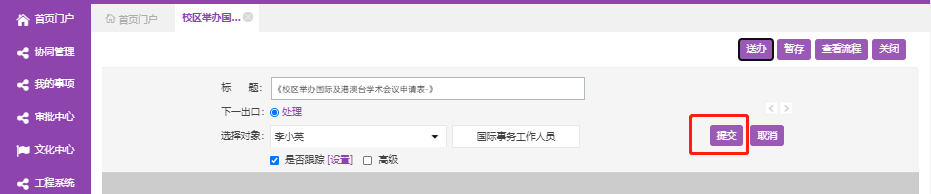 首页门户
协同管理
我的事项
审批中心
文化中心
工程系统
首页门户 校区举办国...
送办 暂存 查看流程 关闭
标 题: 《校区举办国际及港澳台学术会议申请表-》
下一出口: 处理
选择对象: 李小英 国际事务工作人员 提交 取消
是否跟踪 [设置] 高级